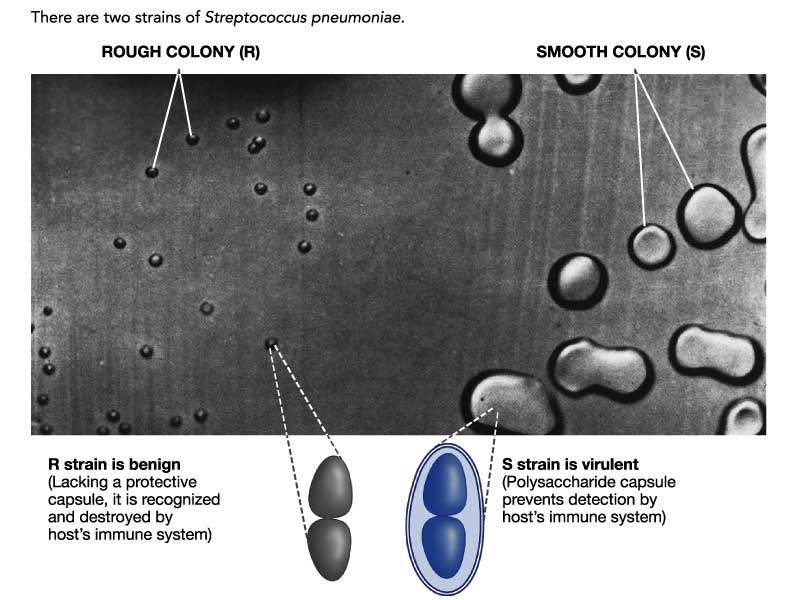 There are two strains of Streptococcus pneumoniae.
ROUGH COLONY (R)
SMOOTH COLONY (S)
R strain is benign
(Lacking a protective
capsule, it is recognized
and destroyed by
host's immune system)
S strain is virulent
(Polysaccharide capsule
prevents detection by
host's immune system)